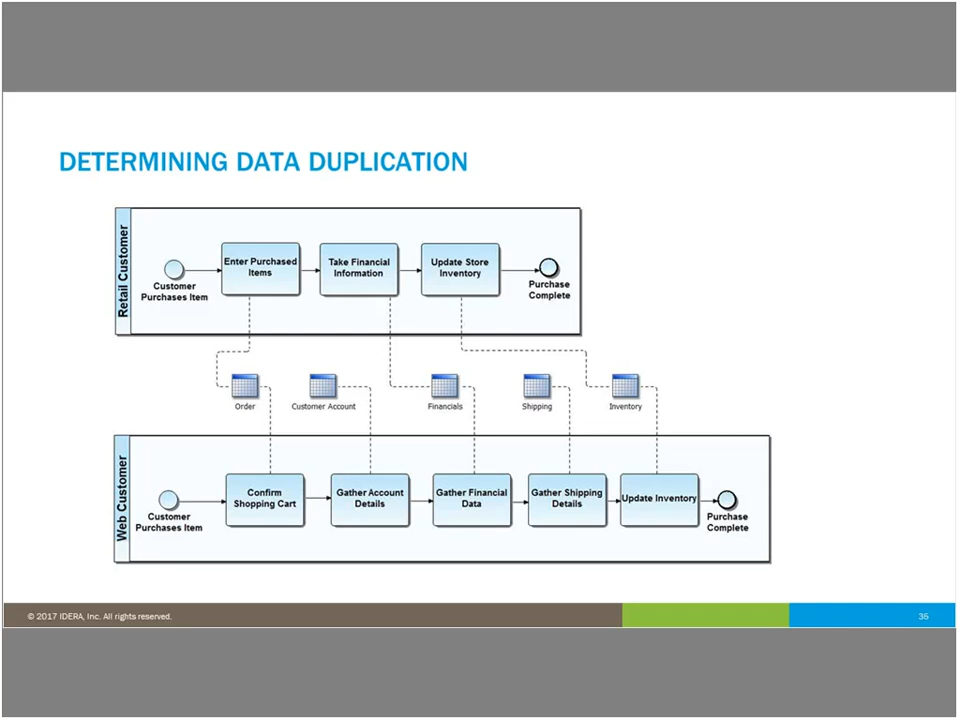 DETERMINING DATA DUPLICATION
Retail Customer
Customer
Purchases Item
Enter Purchased
Items
Take Financial
Information
Update Store
Inventory
Purchase
Complete
Order
Customer Account
Financials
Shipping
Inventory
Web Customer
Customer
Purchases Item
Confirm
Shopping Cart
Gather Account
Details
Gather Financial
Data
Gather Shipping
Details
Update Inventory
Purchase
Complete
© 2017 IDERA, Inc. All rights reserved.
35